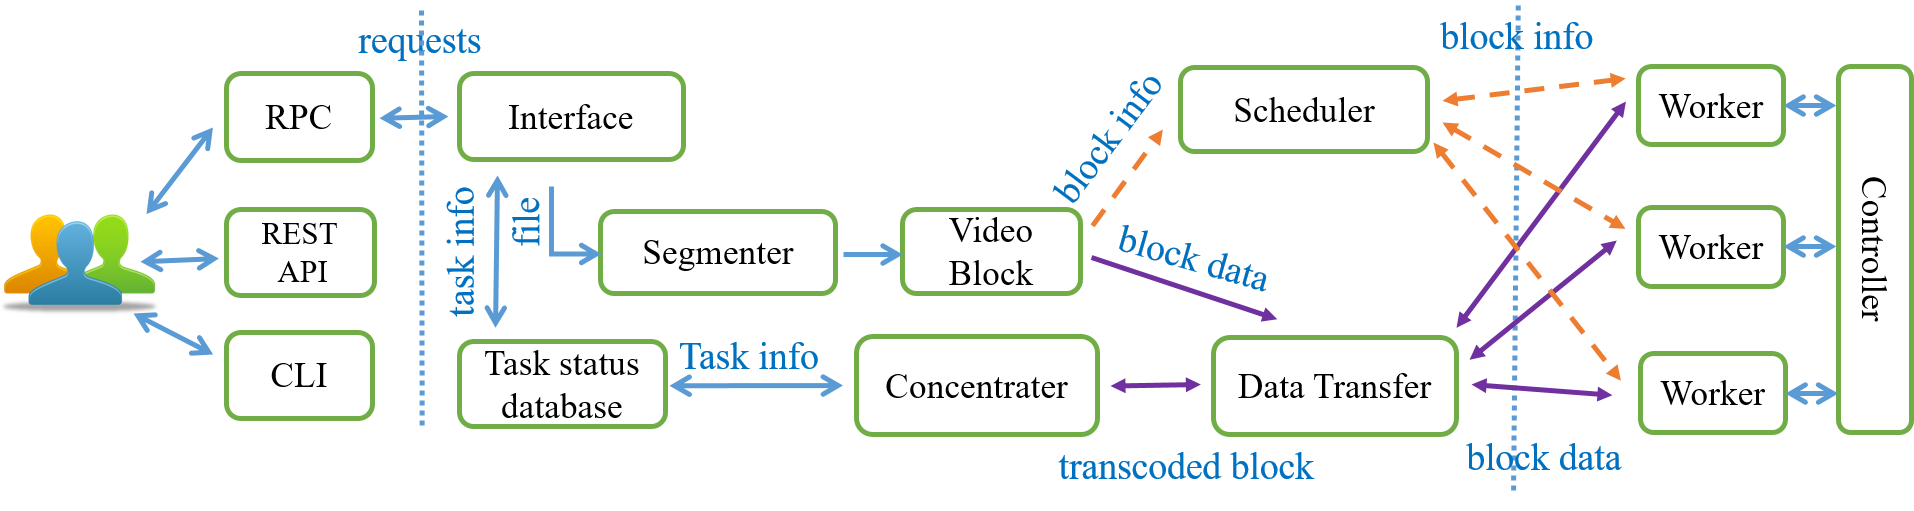 requests
block info
RPC
Interface
block info
Scheduler
Worker
REST
API
task info
file
Segmenter
Video
Block
block data
Worker
Controller
CLI
Task status
database
Task info
Concentrater
Data Transfer
Worker
transcoded block
block data